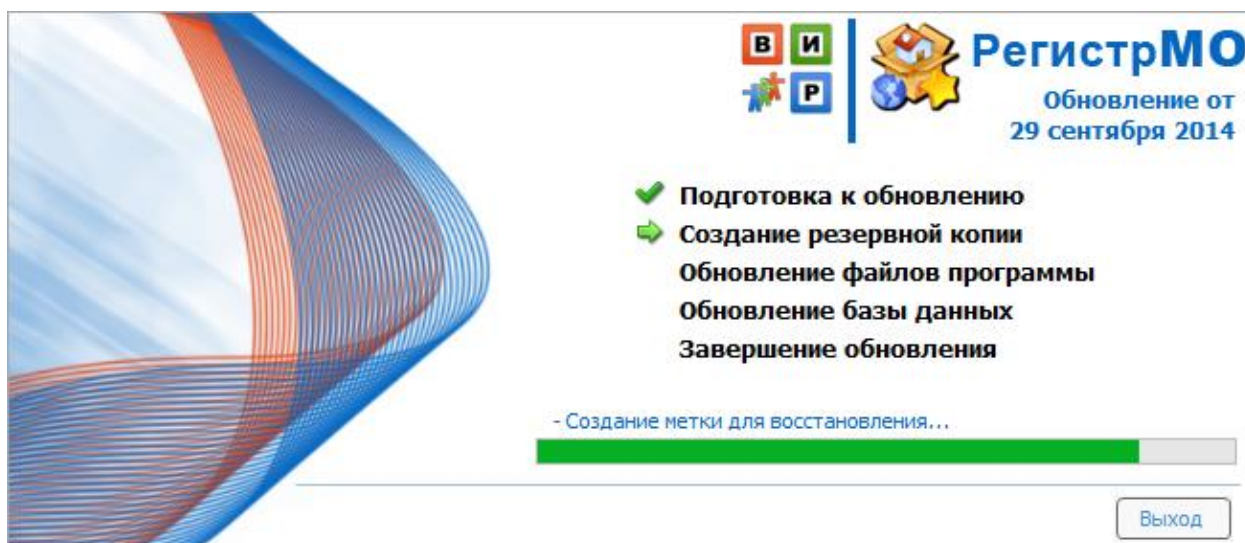 В И
Р
РегистрМО
Обновление от
29 сентября 2014
Подготовка к обновлению
Создание резервной копии
Обновление файлов программы
Обновление базы данных
Завершение обновления
- Создание метки для восстановления...
Выход